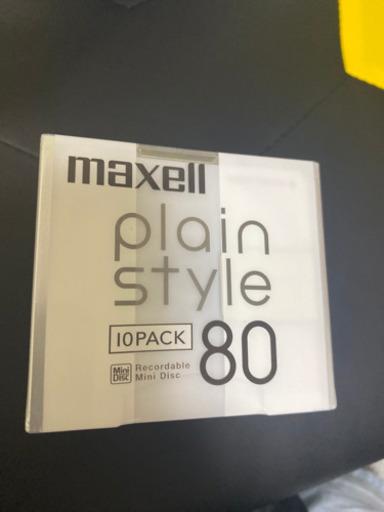 maxell
plain
style
10PACK
80
Mini
Disc
Recordable
Mini Disc